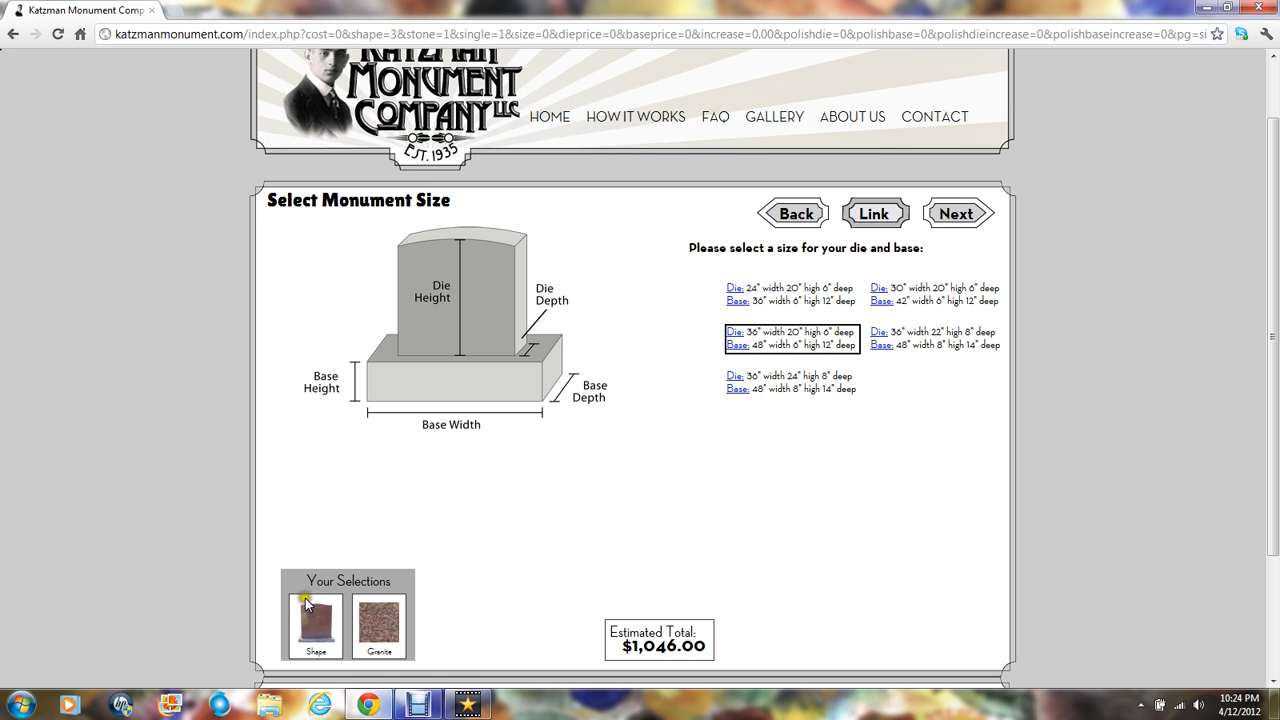 Katzman Monument Comp
katzmanmonument.com/index.php?cost=0&shape=3&stone=1&single=1&size=0&dieprice=0&baseprice=0&increase=0.00&polishdie=0&polishbase=0&polishdieincrease=0&polishbaseincrease=0&pg=si
KATZMAN
MONUMENT
COMPANY LLC
EST. 1935
HOME HOW IT WORKS FAQ GALLERY ABOUT US CONTACT
Select Monument Size
Back Link Next
Please select a size for your die and base:
Die: 24" width 20" high 6" deep
Base: 36" width 6" high 12" deep
Die: 30" width 20" high 6" deep
Base: 42" width 6" high 12" deep
Die: 36" width 20" high 6" deep
Base: 48" width 6" high 12" deep
Die: 36" width 22" high 8" deep
Base: 48" width 8" high 14" deep
Die: 36" width 24" high 8" deep
Base: 48" width 8" high 14" deep
Die
Height
Die
Depth
Base
Height
Base
Depth
Base Width
Your Selections
Shape
Granite
Estimated Total:
$1,046.00
10:24 PM
4/12/2012